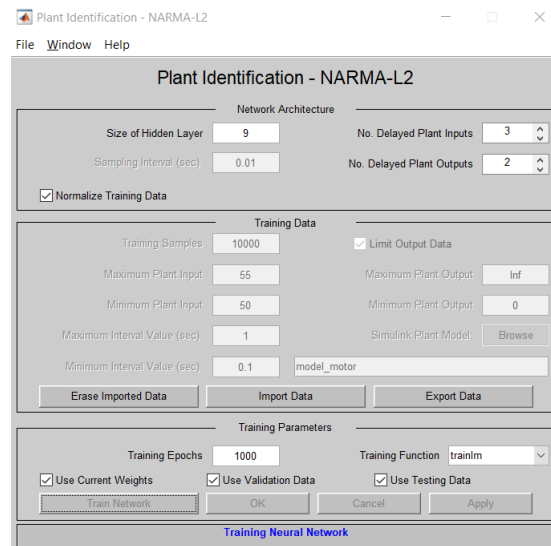 Plant Identification - NARMA-L2
File Window Help
Plant Identification - NARMA-L2
Network Architecture
Size of Hidden Layer 9 No. Delayed Plant Inputs 3
Sampling Interval (sec) 0.01 No. Delayed Plant Outputs 2
Normalize Training Data
Training Data
Training Samples 10000 Limit Output Data
Maximum Plant Input 55 Maximum Plant Output Inf
Minimum Plant Input 50 Minimum Plant Output 0
Maximum Interval Value (sec) 1 Simulink Plant Model: Browse
Minimum Interval Value (sec) 0.1 model_motor
Erase Imported Data Import Data Export Data
Training Parameters
Training Epochs 1000 Training Function trainlm
Use Current Weights Use Validation Data Use Testing Data
Train Network OK Cancel Apply
Training Neural Network